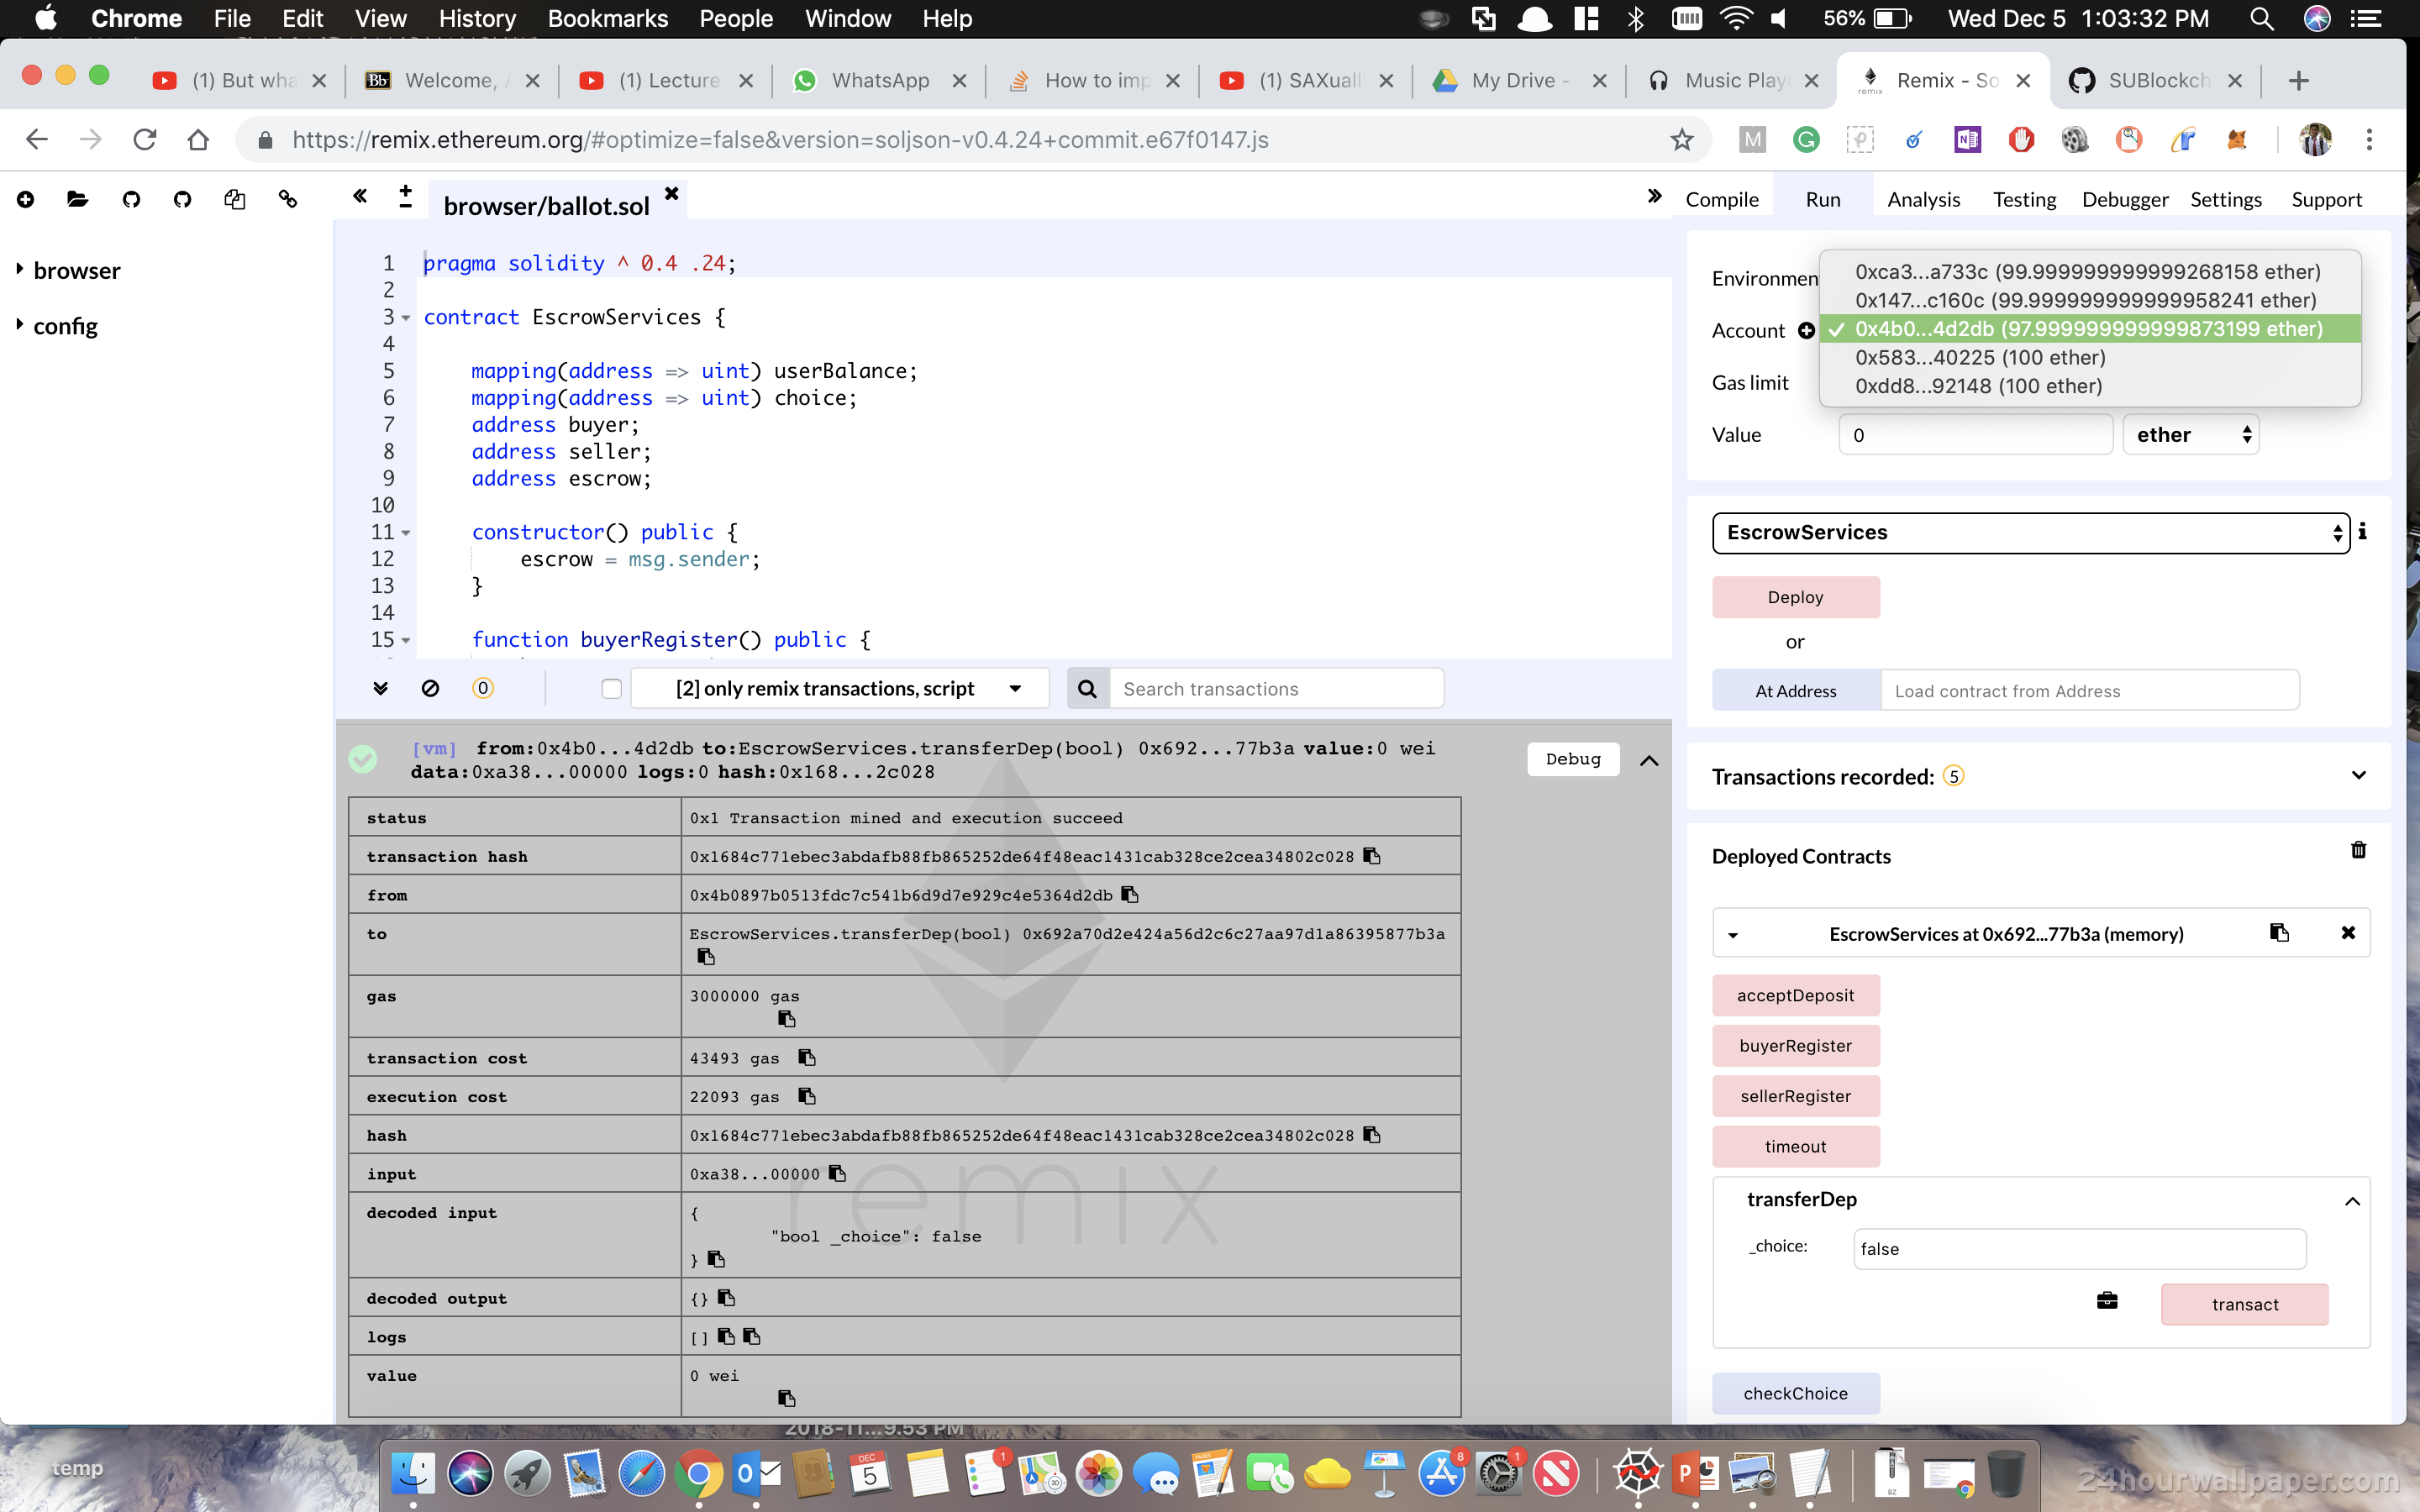 Chrome File Edit View History Bookmarks People Window Help 56% Wed Dec 5 1:03:32 PM
(1) But wha Welcome, (1) Lecture WhatsApp How to imp (1) SAXuall My Drive - Music Play Remix - So SUBlockch
https://remix.ethereum.org/#optimize=false&version=soljson-v0.4.24+commit.e67f0147.js
browser/ballot.sol
Compile Run Analysis Testing Debugger Settings Support
browser
config
1 pragma solidity ^ 0.4 .24;
2
3 contract EscrowServices {
4
5 mapping(address => uint) userBalance;
6 mapping(address => uint) choice;
7 address buyer;
8 address seller;
9 address escrow;
10
11 constructor() public {
12 escrow = msg.sender;
13 }
14
15 function buyerRegister() public {
0 [2] only remix transactions, script Search transactions
[vm] from:0x4b0...4d2db to:EscrowServices.transferDep(bool) 0x692...77b3a value:0 wei
data:0xa38...00000 logs:0 hash:0x168...2c028
Debug
status 0x1 Transaction mined and execution succeed
transaction hash 0x1684c771ebec3abdafb88fb865252de64f48eac1431cab328ce2cea34802c028
from 0x4b0897b0513fdc7c541b6d9d7e929c4e5364d2db
to EscrowServices.transferDep(bool) 0x692a70d2e424a56d2c6c27aa97d1a86395877b3a
gas 3000000 gas
transaction cost 43493 gas
execution cost 22093 gas
hash 0x1684c771ebec3abdafb88fb865252de64f48eac1431cab328ce2cea34802c028
input 0xa38...00000
decoded input {
"bool _choice": false
}
decoded output {}
logs []
value 0 wei
remix
Environmen
0xca3...a733c (99.999999999999268158 ether)
0x147...c160c (99.999999999999958241 ether)
Account ✓ 0x4b0...4d2db (97.999999999999873199 ether)
0x583...40225 (100 ether)
Gas limit
0xdd8...92148 (100 ether)
Value 0 ether
EscrowServices
Deploy
or
At Address Load contract from Address
Transactions recorded: 5
Deployed Contracts
EscrowServices at 0x692...77b3a (memory)
acceptDeposit
buyerRegister
sellerRegister
timeout
transferDep
_choice: false
transact
checkChoice
2018-11...9.53 PM
temp
DEC
5
1
8
1
24hourwallpaper.com